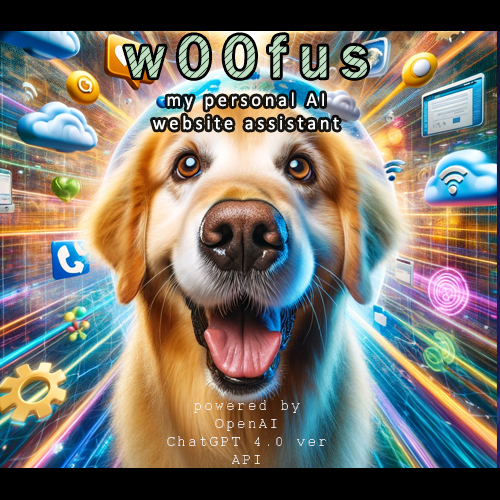 w00fus
my personal AI
website assistant
powered by
OpenAI
ChatGPT 4.0 ver
API